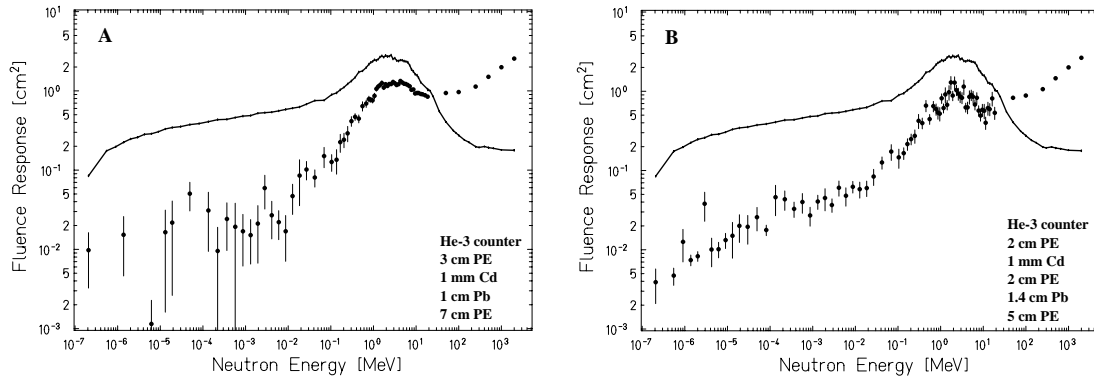 A
Fluence Response [cm²]
10¹
5
2
10⁰
5
2
10⁻¹
5
2
10⁻²
5
2
10⁻³
He-3 counter
3 cm PE
1 mm Cd
1 cm Pb
7 cm PE
10⁻⁷ 10⁻⁶ 10⁻⁵ 10⁻⁴ 10⁻³ 10⁻² 10⁻¹ 10⁰ 10¹ 10² 10³
Neutron Energy [MeV]
B
Fluence Response [cm²]
10¹
5
2
10⁰
5
2
10⁻¹
5
2
10⁻²
5
2
10⁻³
He-3 counter
2 cm PE
1 mm Cd
2 cm PE
1.4 cm Pb
5 cm PE
10⁻⁷ 10⁻⁶ 10⁻⁵ 10⁻⁴ 10⁻³ 10⁻² 10⁻¹ 10⁰ 10¹ 10² 10³
Neutron Energy [MeV]